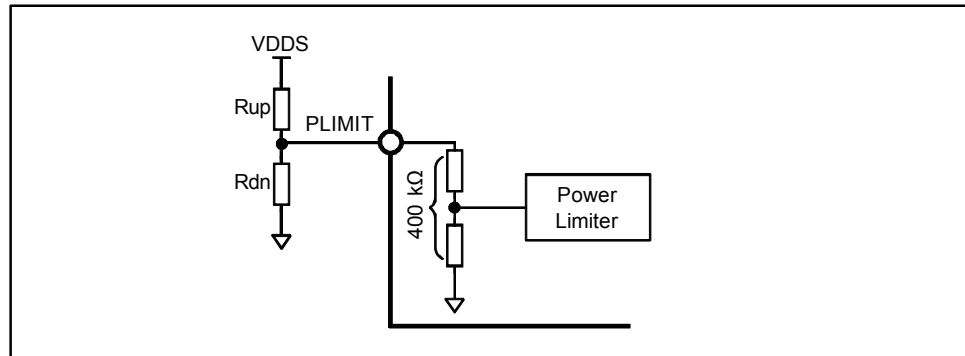 VDDS
Rup
PLIMIT
Rdn
400 kΩ
Power
Limiter